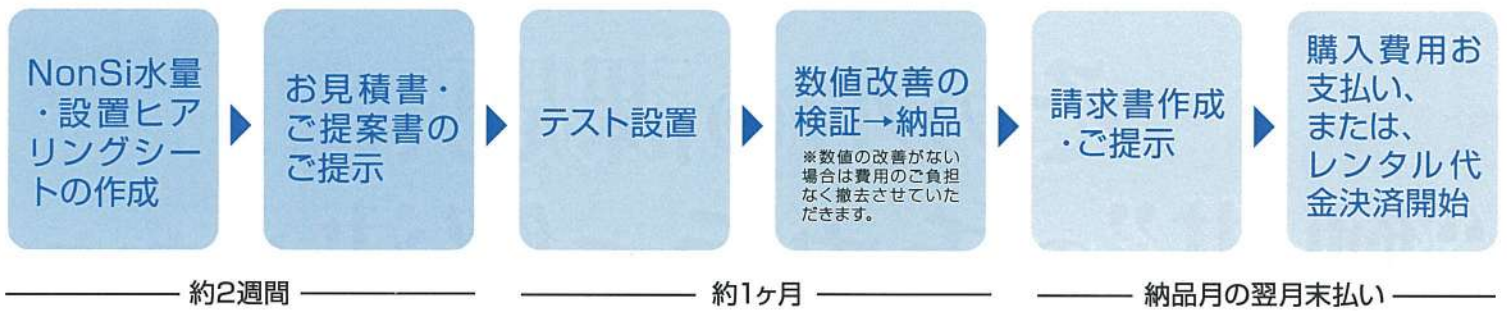 NonSi水量
・設置ヒア
リングシー
トの作成
お見積書・
ご提案書の
ご提示
テスト設置
数値改善の
検証→納品
※数値の改善がない
場合は費用のご負担
なく撤去させていた
だきます。
請求書作成
・ご提示
購入費用お
支払い、
または、
レンタル代
金決済開始
約2週間
約1ヶ月
納品月の翌月末払い